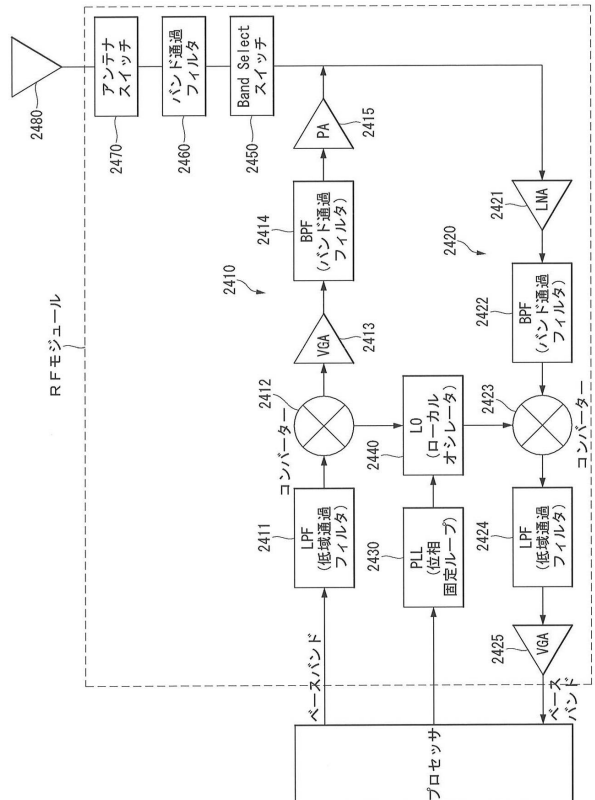 RFモジュール
2480
アンテナ
スイッチ
2470
バンド通過
フィルタ
2460
Band Select
スイッチ
2450
2410
ベースバンド
LPF
(低域通過
フィルタ)
2411
コンバーター
2412
VGA
2413
BPF
(バンド通過
フィルタ)
2414
PA
2415
プロセッサ
PLL
(位相
固定ループ)
2430
LO
(ローカル
オシレータ)
2440
2420
LNA
2421
BPF
(バンド通過
フィルタ)
2422
コンバーター
2423
LPF
(低域通過
フィルタ)
2424
VGA
2425
ベース
バンド